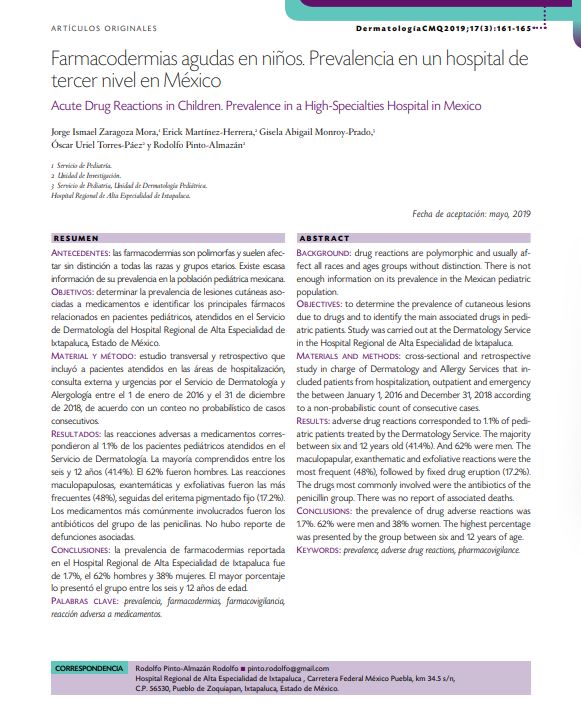 ARTÍCULOS ORIGINALES
DermatologíaCMQ2019;17(3):161-165
Farmacodermias agudas en niños. Prevalencia en un hospital de
tercer nivel en México
Acute Drug Reactions in Children. Prevalence in a High-Specialties Hospital in Mexico
Jorge Ismael Zaragoza Mora,1 Erick Martínez-Herrera,2 Gisela Abigail Monroy-Prado,3
Óscar Uriel Torres-Páez2 y Rodolfo Pinto-Almazán2
1 Servicio de Pediatría.
2 Unidad de Investigación.
3 Servicio de Pediatría, Unidad de Dermatología Pediátrica.
Hospital Regional de Alta Especialidad de Ixtapaluca.
Fecha de aceptación: mayo, 2019
RESUMEN
ANTECEDENTES: las farmacodermias son polimorfas y suelen afec-
tar sin distinción a todas las razas y grupos etarios. Existe escasa
información de su prevalencia en la población pediátrica mexicana.
OBJETIVOS: determinar la prevalencia de lesiones cutáneas aso-
ciadas a medicamentos e identificar los principales fármacos
relacionados en pacientes pediátricos, atendidos en el Servicio
de Dermatología del Hospital Regional de Alta Especialidad de
Ixtapaluca, Estado de México.
MATERIAL Y MÉTODO: estudio transversal y retrospectivo que
incluyó a pacientes atendidos en las áreas de hospitalización,
consulta externa y urgencias por el Servicio de Dermatología y
Alergología entre el 1 de enero de 2016 y el 31 de diciembre
de 2018, de acuerdo con un conteo no probabilístico de casos
consecutivos.
RESULTADOS: las reacciones adversas a medicamentos corres-
pondieron al 1.1% de los pacientes pediátricos atendidos en el
Servicio de Dermatología. La mayoría comprendidos entre los
seis y 12 años (41.4%). El 62% fueron hombres. Las reacciones
maculopapulosas, exantemáticas y exfoliativas fueron las más
frecuentes (48%), seguidas del eritema pigmentado fijo (17.2%).
Los medicamentos más comúnmente involucrados fueron los
antibióticos del grupo de las penicilinas. No hubo reporte de
defunciones asociadas.
CONCLUSIONES: la prevalencia de farmacodermias reportada
en el Hospital Regional de Alta Especialidad de Ixtapaluca fue
de 1.7%, el 62% hombres y 38% mujeres. El mayor porcentaje
lo presentó el grupo entre los seis y 12 años de edad.
PALABRAS CLAVE: prevalencia, farmacodermias, farmacovigilancia,
reacción adversa a medicamentos.
ABSTRACT
BACKGROUND: drug reactions are polymorphic and usually af-
fect all races and ages groups without distinction. There is not
enough information on its prevalence in the Mexican pediatric
population.
OBJECTIVES: to determine the prevalence of cutaneous lesions
due to drugs and to identify the main associated drugs in pedi-
atric patients. Study was carried out at the Dermatology Service
in the Hospital Regional de Alta Especialidad de Ixtapaluca.
MATERIALS AND METHODS: cross-sectional and retrospective
study in charge of Dermatology and Allergy Services that in-
cluded patients from hospitalization, outpatient and emergency
the between January 1, 2016 and December 31, 2018 according
to a non-probabilistic count of consecutive cases.
RESULTS: adverse drug reactions corresponded to 1.1% of pedi-
atric patients treated by the Dermatology Service. The majority
between six and 12 years old (41.4%). And 62% were men. The
maculopapular, exanthematic and exfoliative reactions were the
most frequent (48%), followed by fixed drug eruption (17.2%).
The drugs most commonly involved were the antibiotics of the
penicillin group. There was no report of associated deaths.
CONCLUSIONS: the prevalence of drug adverse reactions was
1.7%. 62% were men and 38% women. The highest percentage
was presented by the group between six and 12 years of age.
KEYWORDS: prevalence, adverse drug reactions, pharmacovigilance.
CORRESPONDENCIA
Rodolfo Pinto-Almazán Rodolfo ■ pinto.rodolfo@gmail.com
Hospital Regional de Alta Especialidad de Ixtapaluca , Carretera Federal México Puebla, km 34.5 s/n,
C.P. 56530, Pueblo de Zoquiapan, Ixtapaluca, Estado de México.